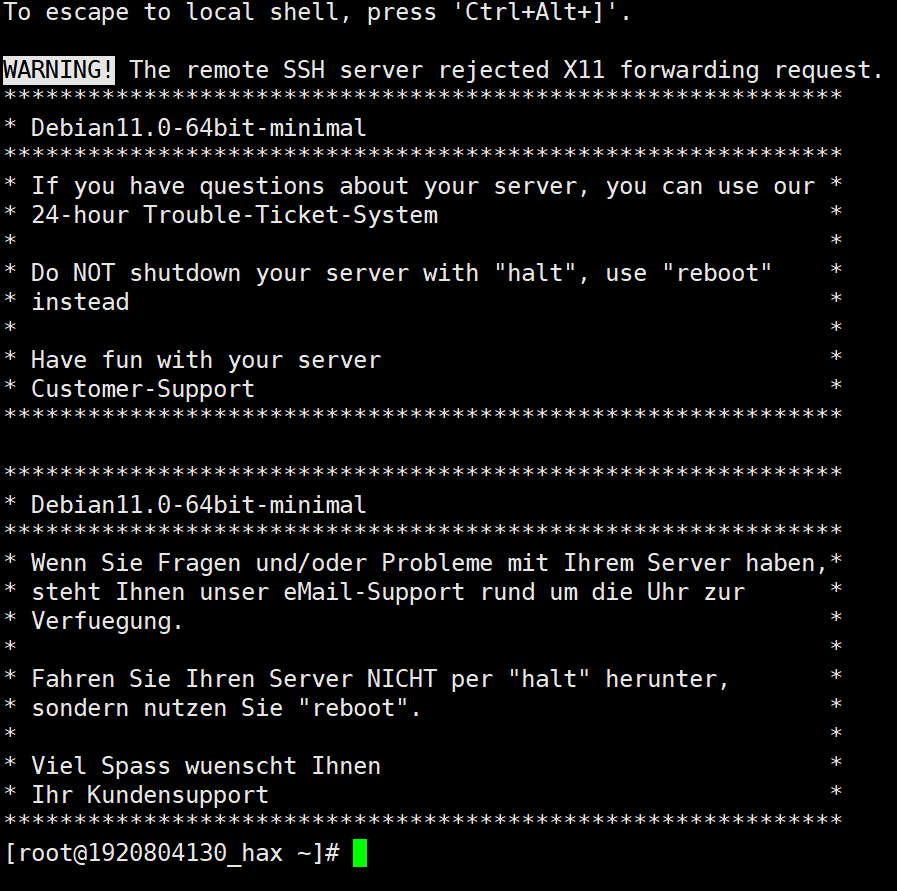 To escape to local shell, press 'Ctrl+Alt+]'.
WARNING! The remote SSH server rejected X11 forwarding request.
************************************************************
* Debian11.0-64bit-minimal
************************************************************
* If you have questions about your server, you can use our *
* 24-hour Trouble-Ticket-System                            *
*                                                          *
* Do NOT shutdown your server with "halt", use "reboot"    *
* instead                                                  *
*                                                          *
* Have fun with your server                                *
* Customer-Support                                         *
************************************************************
************************************************************
* Debian11.0-64bit-minimal
************************************************************
* Wenn Sie Fragen und/oder Probleme mit Ihrem Server haben,*
* steht Ihnen unser eMail-Support rund um die Uhr zur      *
* Verfuegung.                                              *
*                                                          *
* Fahren Sie Ihren Server NICHT per "halt" herunter,       *
* sondern nutzen Sie "reboot".                             *
*                                                          *
* Viel Spass wuenscht Ihnen                                *
* Ihr Kundensupport                                        *
************************************************************
[root@1920804130_hax ~]#